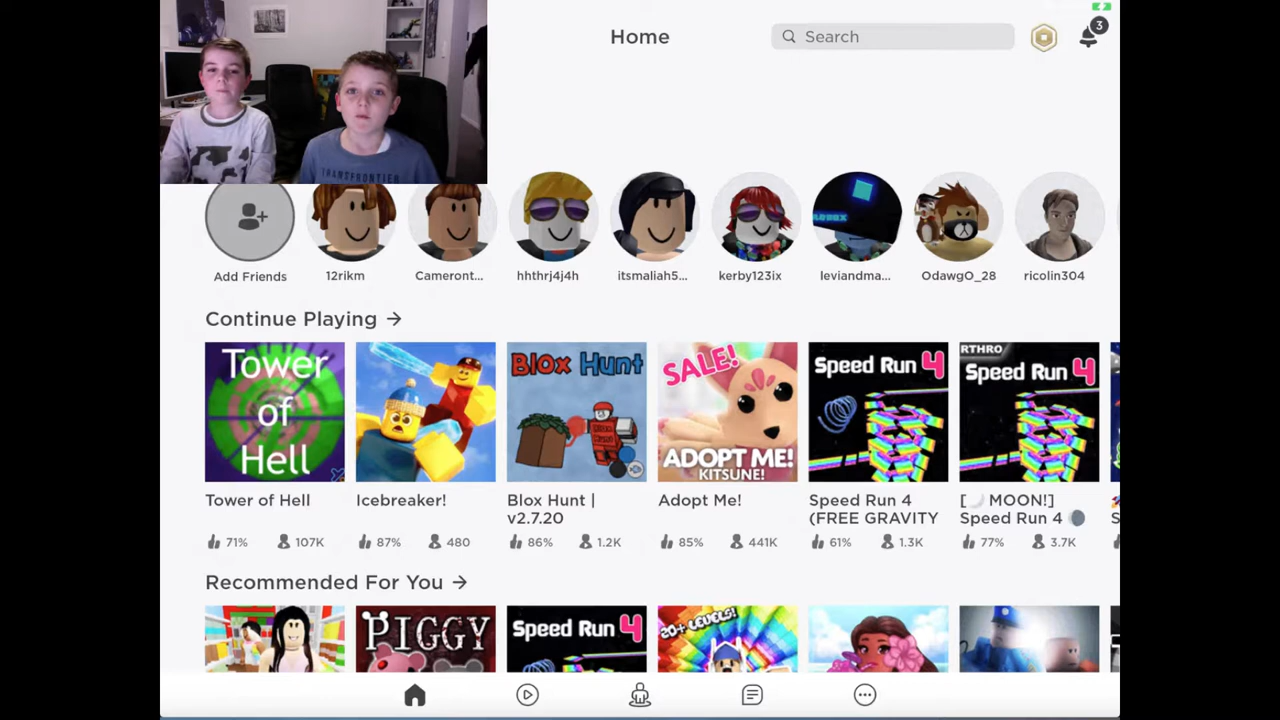 Home
Search
3
TRANSFRONTIER
Add Friends
12rikm
Cameront...
hhthrj4j4h
itsmaliah5...
kerby123ix
leviandma...
OdawgO_28
ricolin304
Continue Playing →
Tower
of
Hell
Blox Hunt
SALE!
ADOPT ME!
KITSUNE!
Speed Run 4
RTHRO
Speed Run 4
Tower of Hell
Icebreaker!
Blox Hunt |
v2.7.20
Adopt Me!
Speed Run 4
(FREE GRAVITY
[🌙 MOON!]
Speed Run 4 🌘
71% 107K
87% 480
86% 1.2K
85% 441K
61% 1.3K
77% 3.7K
Recommended For You →
PIGGY
Speed Run 4
20+ LEVELS!